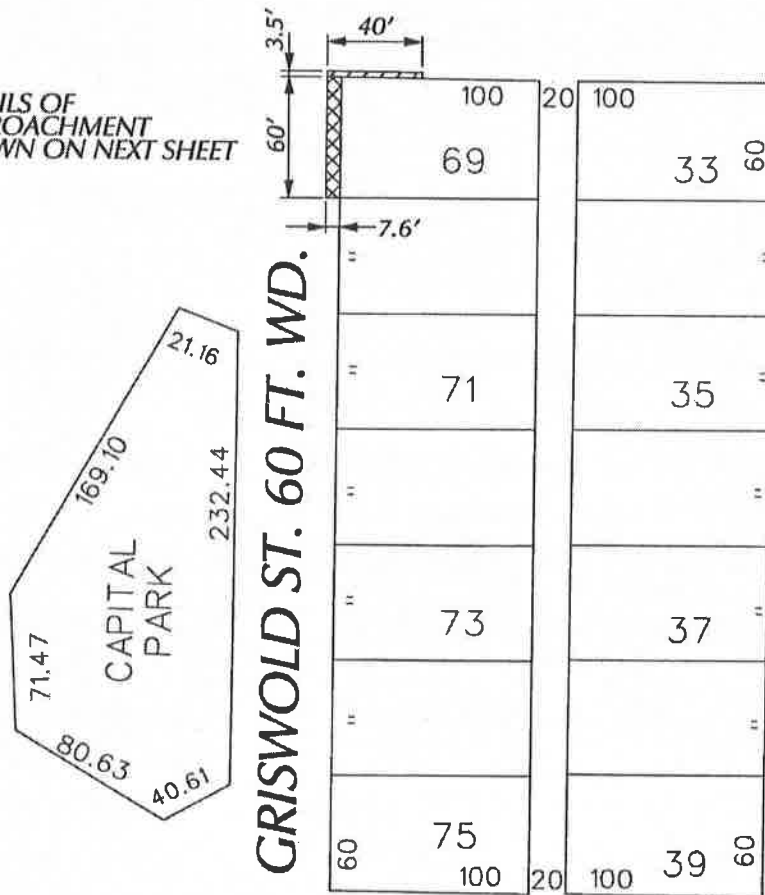 3.5'
40'
ILS OF
ROACHMENT
WN ON NEXT SHEET
60'
100 20 100
69 33 60
7.6'
"
21.16
169.10
232.44
CAPITAL
PARK
71.47
80.63
40.61
GRISWOLD ST. 60 FT. WD.
"
"
71 35
"
"
"
73 37
"
"
"
75 39
60 60
100 20 100